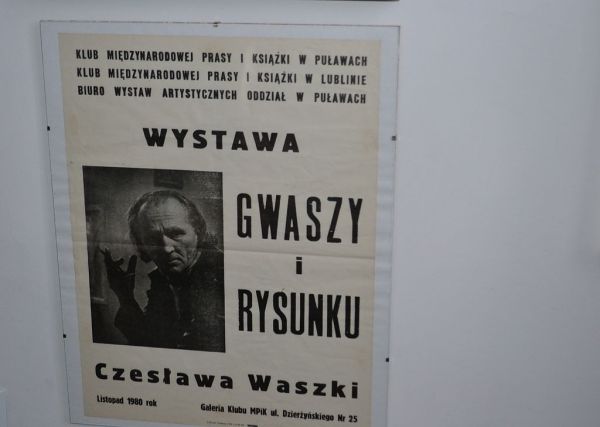 KLUB MIĘDZYNARODOWEJ PRASY I KSIĄŻKI W PUŁAWACH
KLUB MIĘDZYNARODOWEJ PRASY I KSIĄŻKI W LUBLINIE
BIURO WYSTAW ARTYSTYCZNYCH ODDZIAŁ W PUŁAWACH
WYSTAWA
GWASZY
i
RYSUNKU
Czesława Waszki
Listopad 1980 rok
Galeria Klubu MPiK ul. Dzierżyńskiego Nr 25